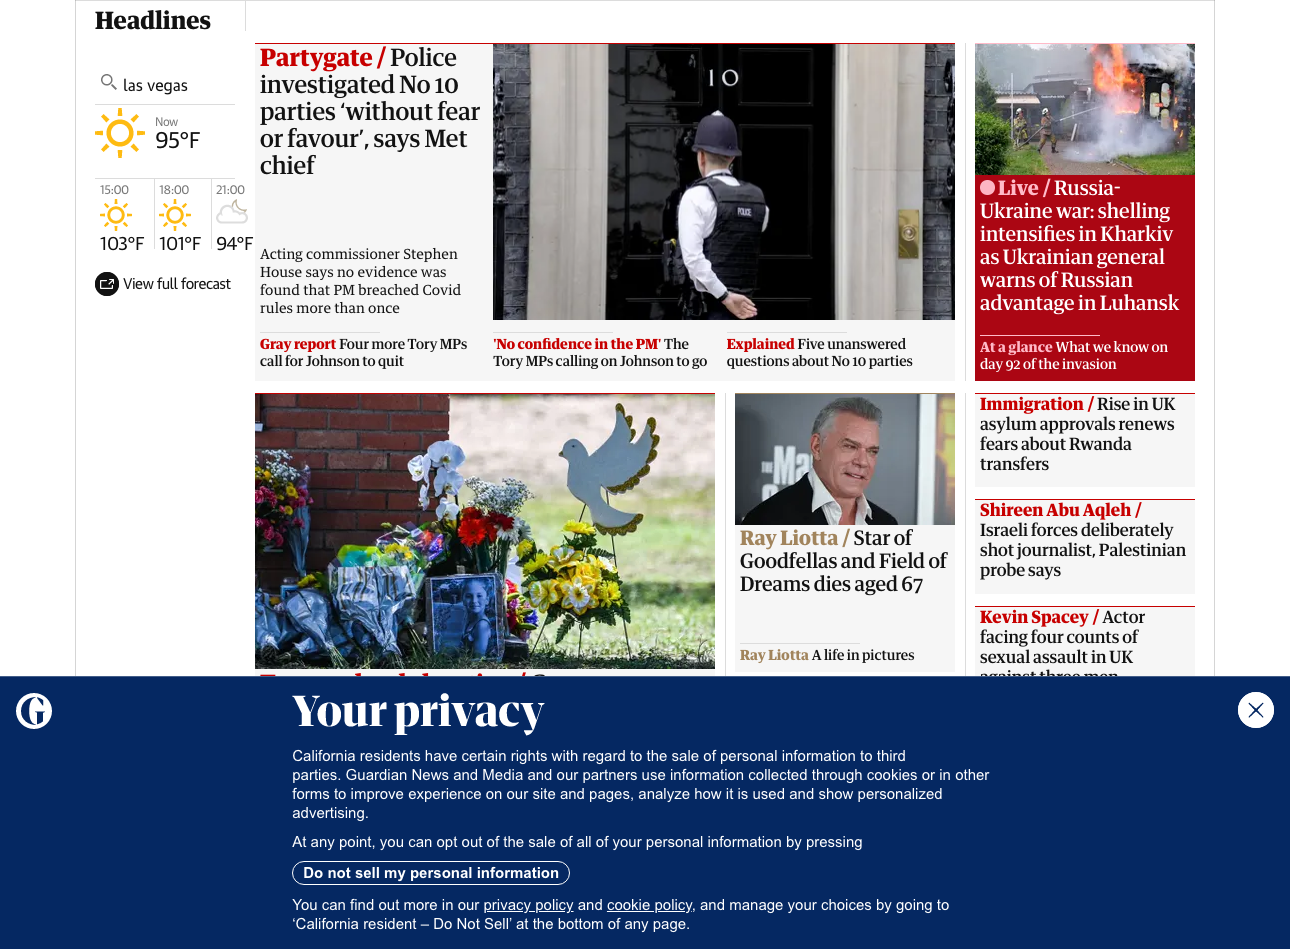 Headlines
las vegas
Now
95°F
15:00
18:00
21:00
103°F
101°F
94°F
View full forecast
Partygate / Police
investigated No 10
parties ‘without fear
or favour’, says Met
chief
Acting commissioner Stephen
House says no evidence was
found that PM breached Covid
rules more than once
10
POLICE
Gray report Four more Tory MPs
call for Johnson to quit
'No confidence in the PM' The
Tory MPs calling on Johnson to go
Explained Five unanswered
questions about No 10 parties
Live / Russia-
Ukraine war: shelling
intensifies in Kharkiv
as Ukrainian general
warns of Russian
advantage in Luhansk
At a glance What we know on
day 92 of the invasion
THE
Ray Liotta / Star of
Goodfellas and Field of
Dreams dies aged 67
Ray Liotta A life in pictures
Immigration / Rise in UK
asylum approvals renews
fears about Rwanda
transfers
Shireen Abu Aqleh /
Israeli forces deliberately
shot journalist, Palestinian
probe says
Kevin Spacey / Actor
facing four counts of
sexual assault in UK
against three men
Your privacy
California residents have certain rights with regard to the sale of personal information to third
parties. Guardian News and Media and our partners use information collected through cookies or in other
forms to improve experience on our site and pages, analyze how it is used and show personalized
advertising.
At any point, you can opt out of the sale of all of your personal information by pressing
Do not sell my personal information
You can find out more in our privacy policy and cookie policy, and manage your choices by going to
‘California resident – Do Not Sell’ at the bottom of any page.